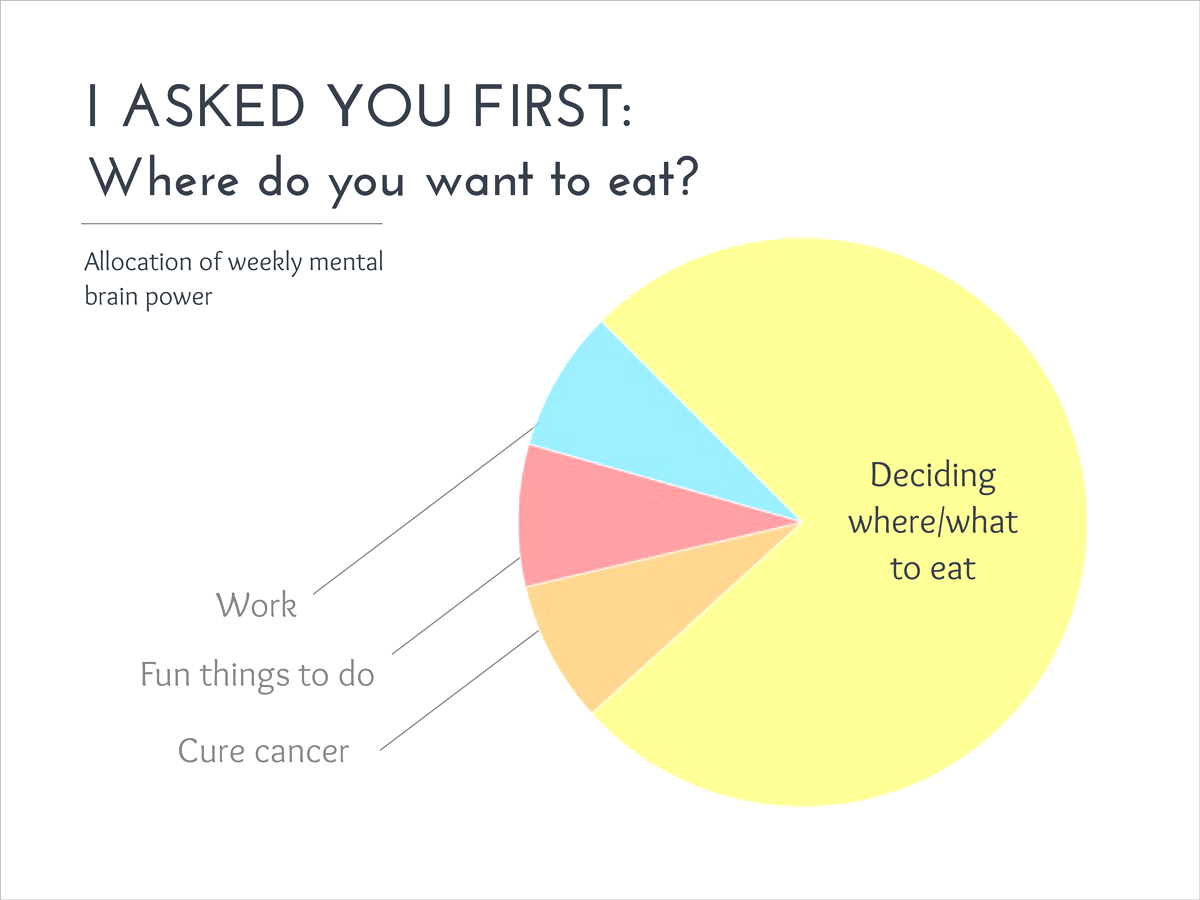 I ASKED YOU FIRST:
Where do you want to eat?
Allocation of weekly mental
brain power
Deciding
where/what
to eat
Work
Fun things to do
Cure cancer